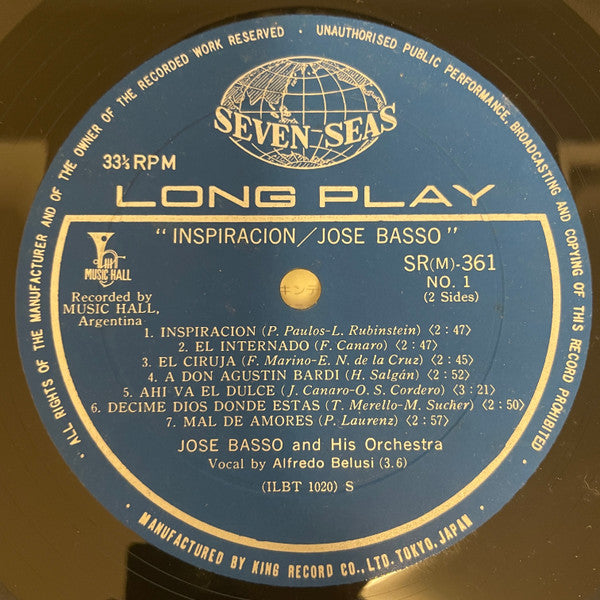 • ALL RIGHTS OF THE MANUFACTURER AND OF THE OWNER OF THE RECORDED WORK RESERVED • UNAUTHORISED PUBLIC PERFORMANCE, BROADCASTING AND COPYING OF THIS RECORD PROHIBITED •
SEVEN SEAS
33⅓ RPM
LONG PLAY
"INSPIRACION/JOSE BASSO"
MUSIC HALL
Recorded by
MUSIC HALL,
Argentina
SR(M)-361
NO. 1
(2 Sides)
キンデ
1. INSPIRACION (P. Paulos-L. Rubinstein) 〈2:47〉
2. EL INTERNADO (F. Canaro) 〈2:47〉
3. EL CIRUJA (F. Marino-E. N. de la Cruz) 〈2:45〉
4. A DON AGUSTIN BARDI (H. Salgán) 〈2:52〉
5. AHI VA EL DULCE (J. Canaro-O. S. Cordero) 〈3:21〉
6. DECIME DIOS DONDE ESTAS (T. Merello-M. Sucher) 〈2:50〉
7. MAL DE AMORES (P. Laurenz) 〈2:57〉
JOSE BASSO and His Orchestra
Vocal by Alfredo Belusi (3.6)
(ILBT 1020) S
• MANUFACTURED BY KING RECORD CO., LTD. TOKYO, JAPAN •